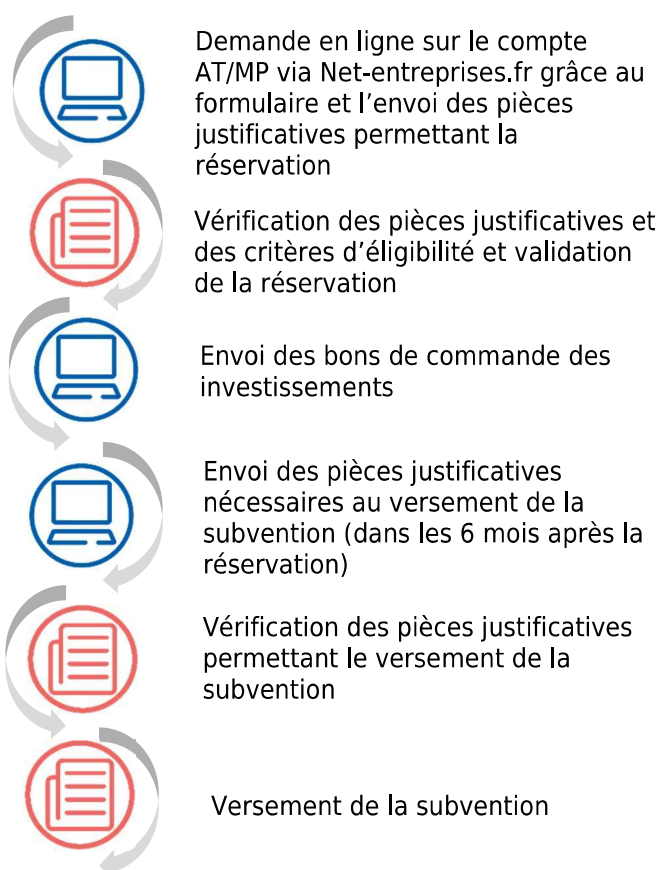 Demande en ligne sur le compte
AT/MP via Net-entreprises.fr grâce au
formulaire et l'envoi des pièces
justificatives permettant la
réservation
Vérification des pièces justificatives et
des critères d'éligibilité et validation
de la réservation
Envoi des bons de commande des
investissements
Envoi des pièces justificatives
nécessaires au versement de la
subvention (dans les 6 mois après la
réservation)
Vérification des pièces justificatives
permettant le versement de la
subvention
Versement de la subvention